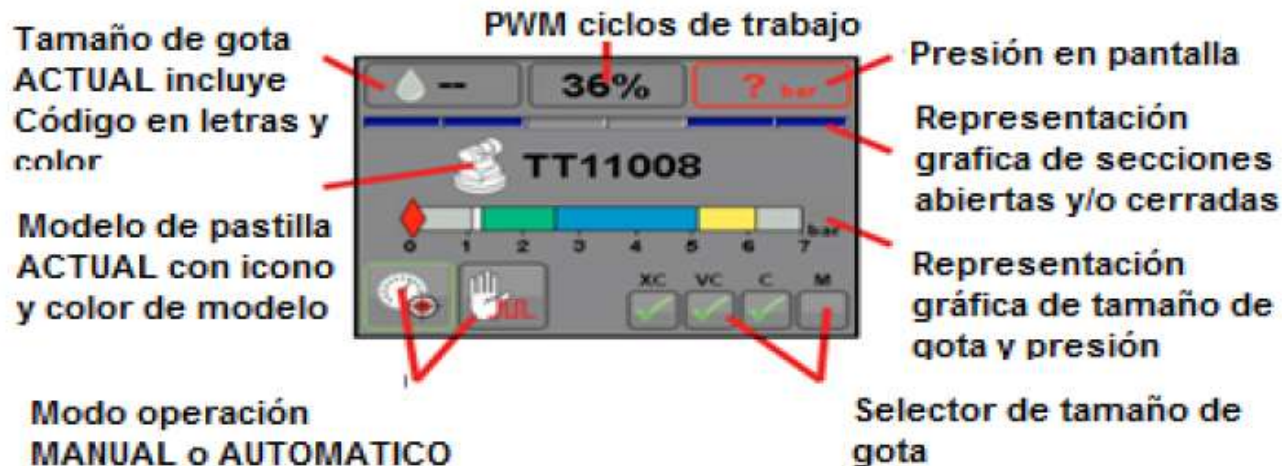 Tamaño de gota
ACTUAL incluye
Código en letras y
color
PWM ciclos de trabajo
Presión en pantalla
Representación
grafica de secciones
abiertas y/o cerradas
--
36%
? bar
TT11008
0 1 2 3 4 5 6 7
bar
XC VC C M
Modelo de pastilla
ACTUAL con icono
y color de modelo
Representación
gráfica de tamaño de
gota y presión
Modo operación
MANUAL o AUTOMATICO
Selector de tamaño de
gota